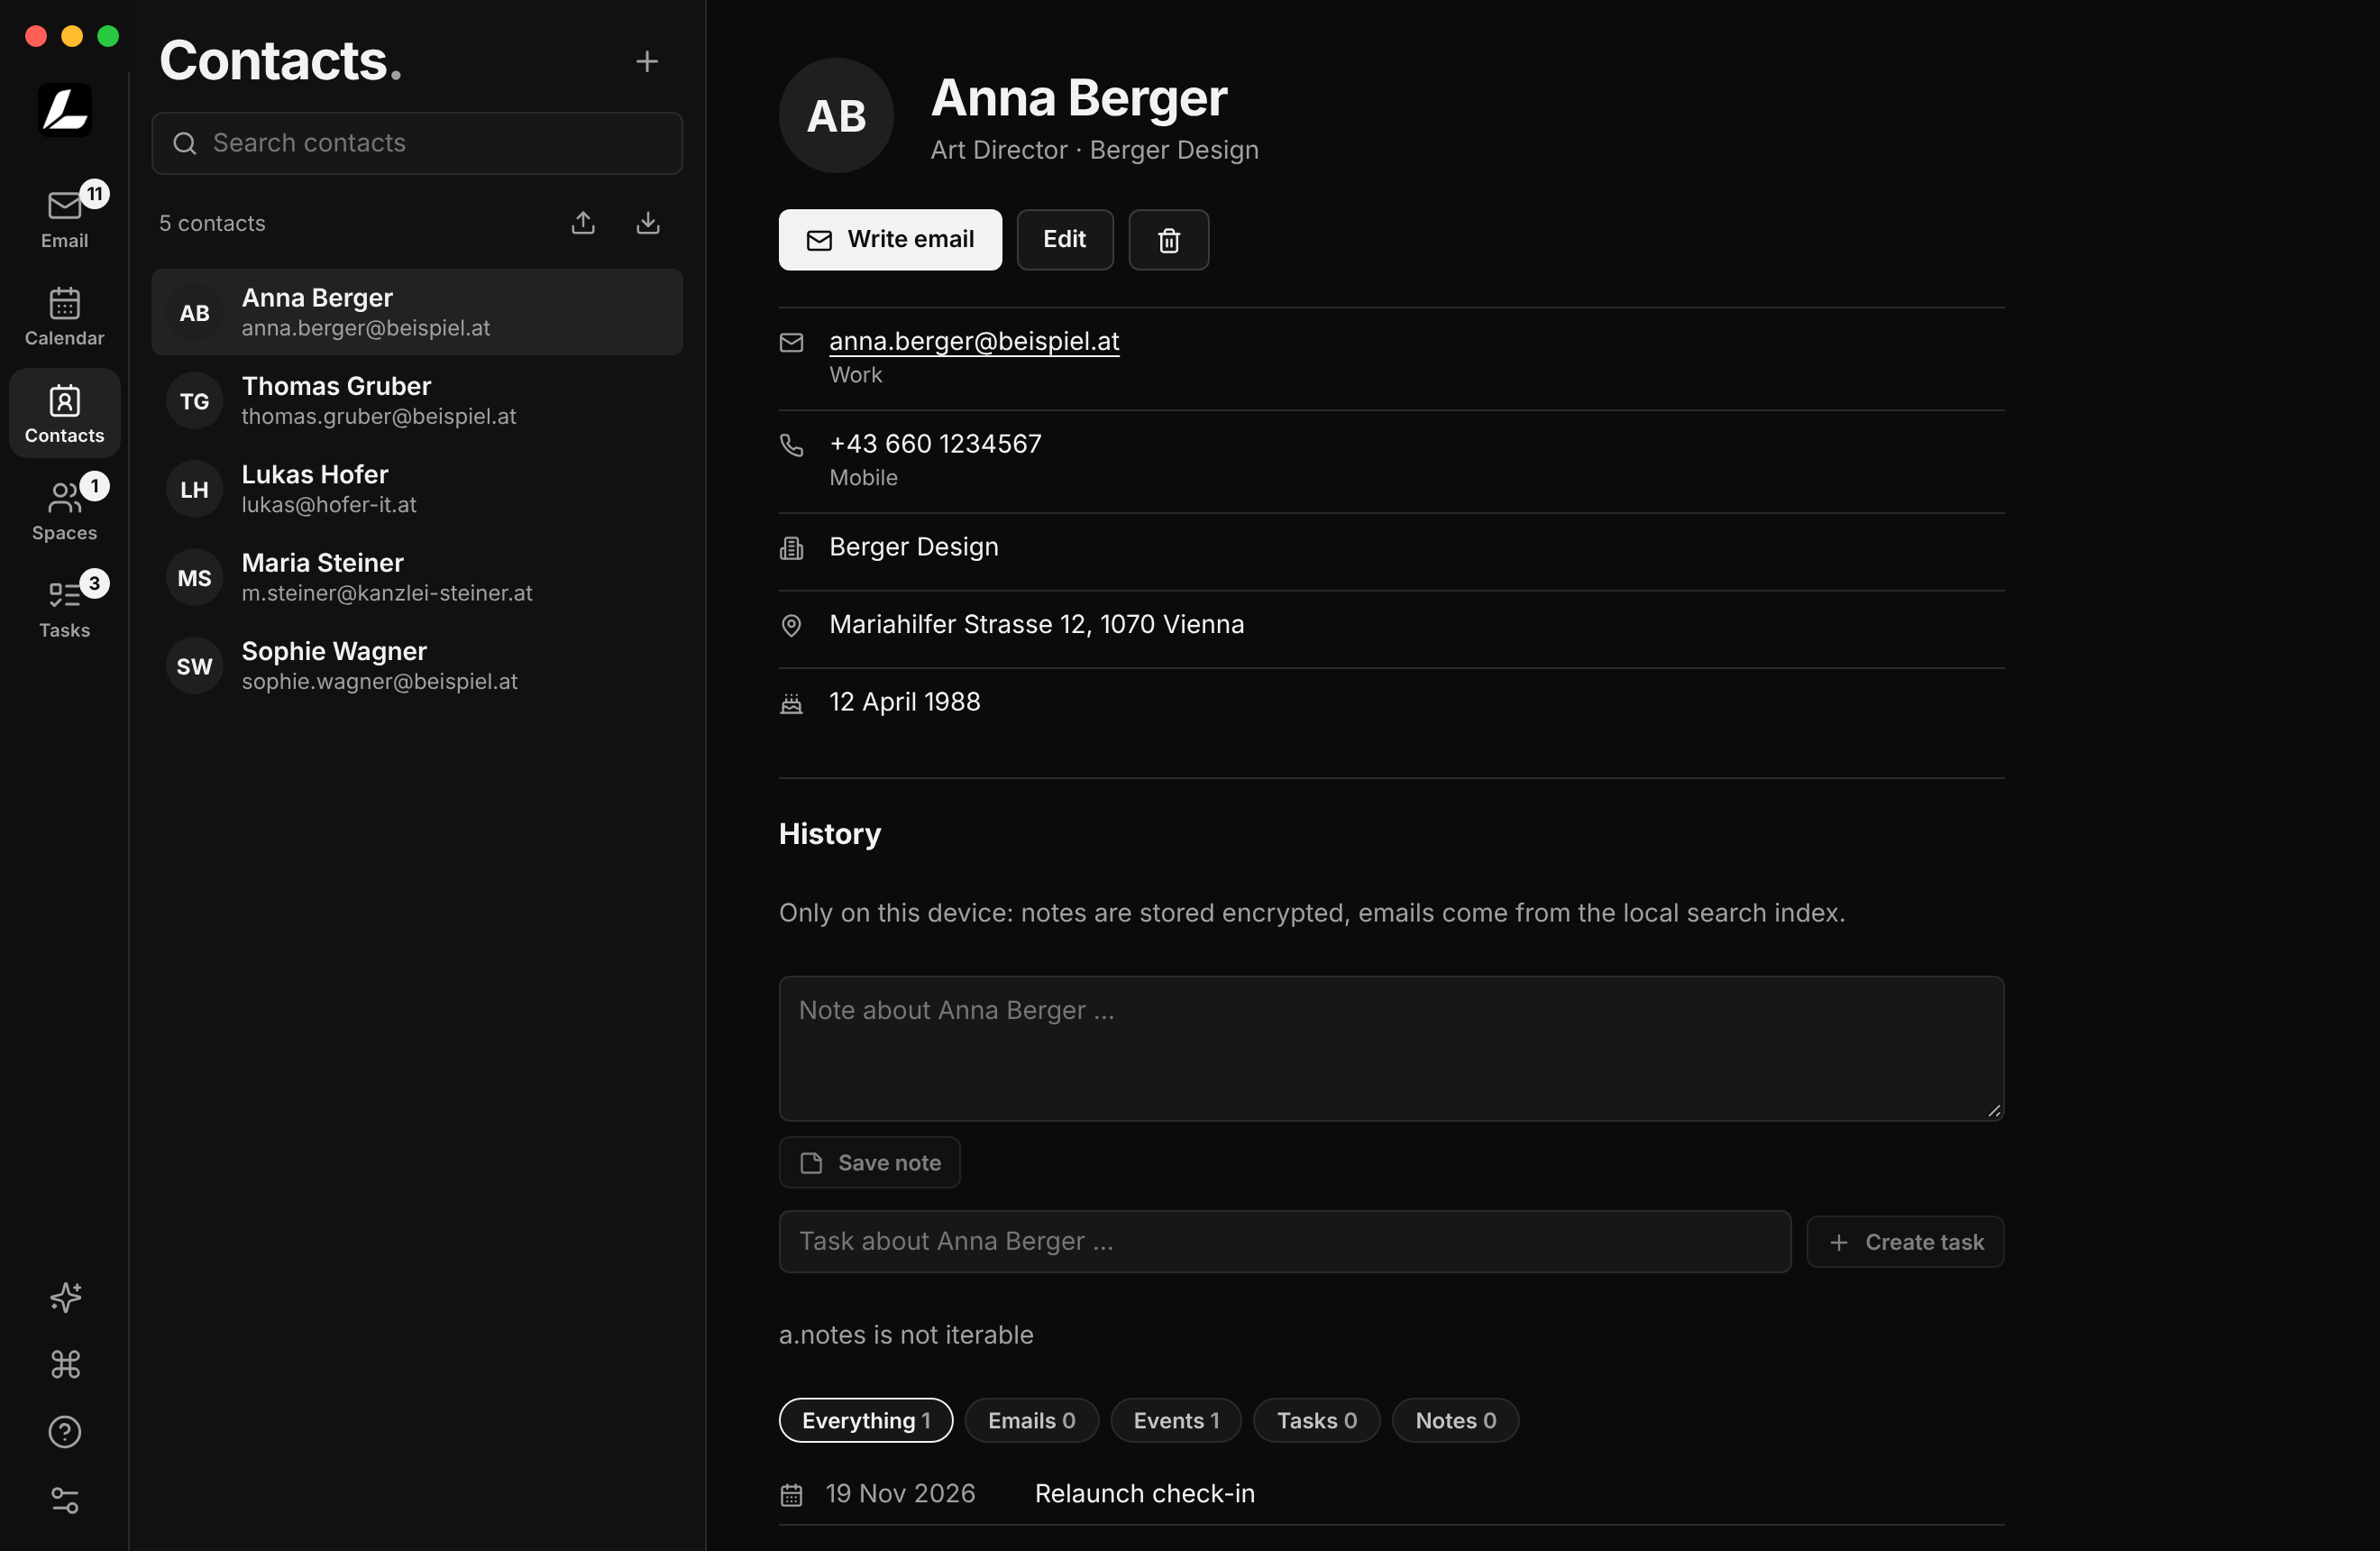 Contacts.
Search contacts
5 contacts
11
Email
Calendar
Contacts
1
Spaces
3
Tasks
AB
Anna Berger
anna.berger@beispiel.at
TG
Thomas Gruber
thomas.gruber@beispiel.at
LH
Lukas Hofer
lukas@hofer-it.at
MS
Maria Steiner
m.steiner@kanzlei-steiner.at
SW
Sophie Wagner
sophie.wagner@beispiel.at
AB
Anna Berger
Art Director · Berger Design
Write email
Edit
anna.berger@beispiel.at
Work
+43 660 1234567
Mobile
Berger Design
Mariahilfer Strasse 12, 1070 Vienna
12 April 1988
History
Only on this device: notes are stored encrypted, emails come from the local search index.
Note about Anna Berger ...
Save note
Task about Anna Berger ...
Create task
a.notes is not iterable
Everything 1
Emails 0
Events 1
Tasks 0
Notes 0
19 Nov 2026 Relaunch check-in